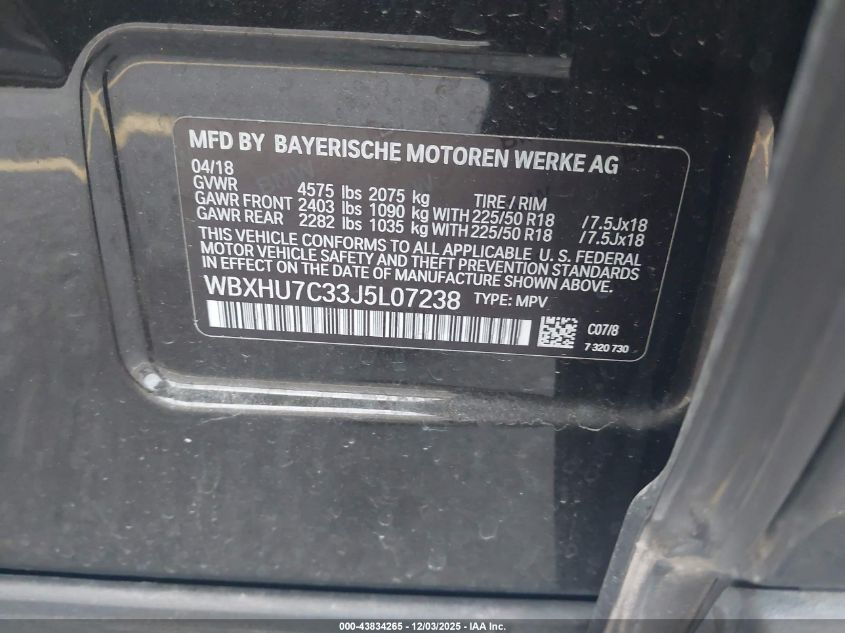 MFD BY BAYERISCHE MOTOREN WERKE AG
04/18
GVWR 4575 lbs 2075 kg TIRE / RIM
GAWR FRONT 2403 lbs 1090 kg WITH 225/50 R18 /7.5Jx18
GAWR REAR 2282 lbs 1035 kg WITH 225/50 R18 /7.5Jx18
THIS VEHICLE CONFORMS TO ALL APPLICABLE U. S. FEDERAL
MOTOR VEHICLE SAFETY AND THEFT PREVENTION STANDARDS
IN EFFECT ON THE DATE OF MANUFACTURE SHOWN ABOVE.
WBXHU7C33J5L07238 TYPE: MPV
C07/8
7 320 730
000-43834265 - 12/03/2025 - IAA Inc.